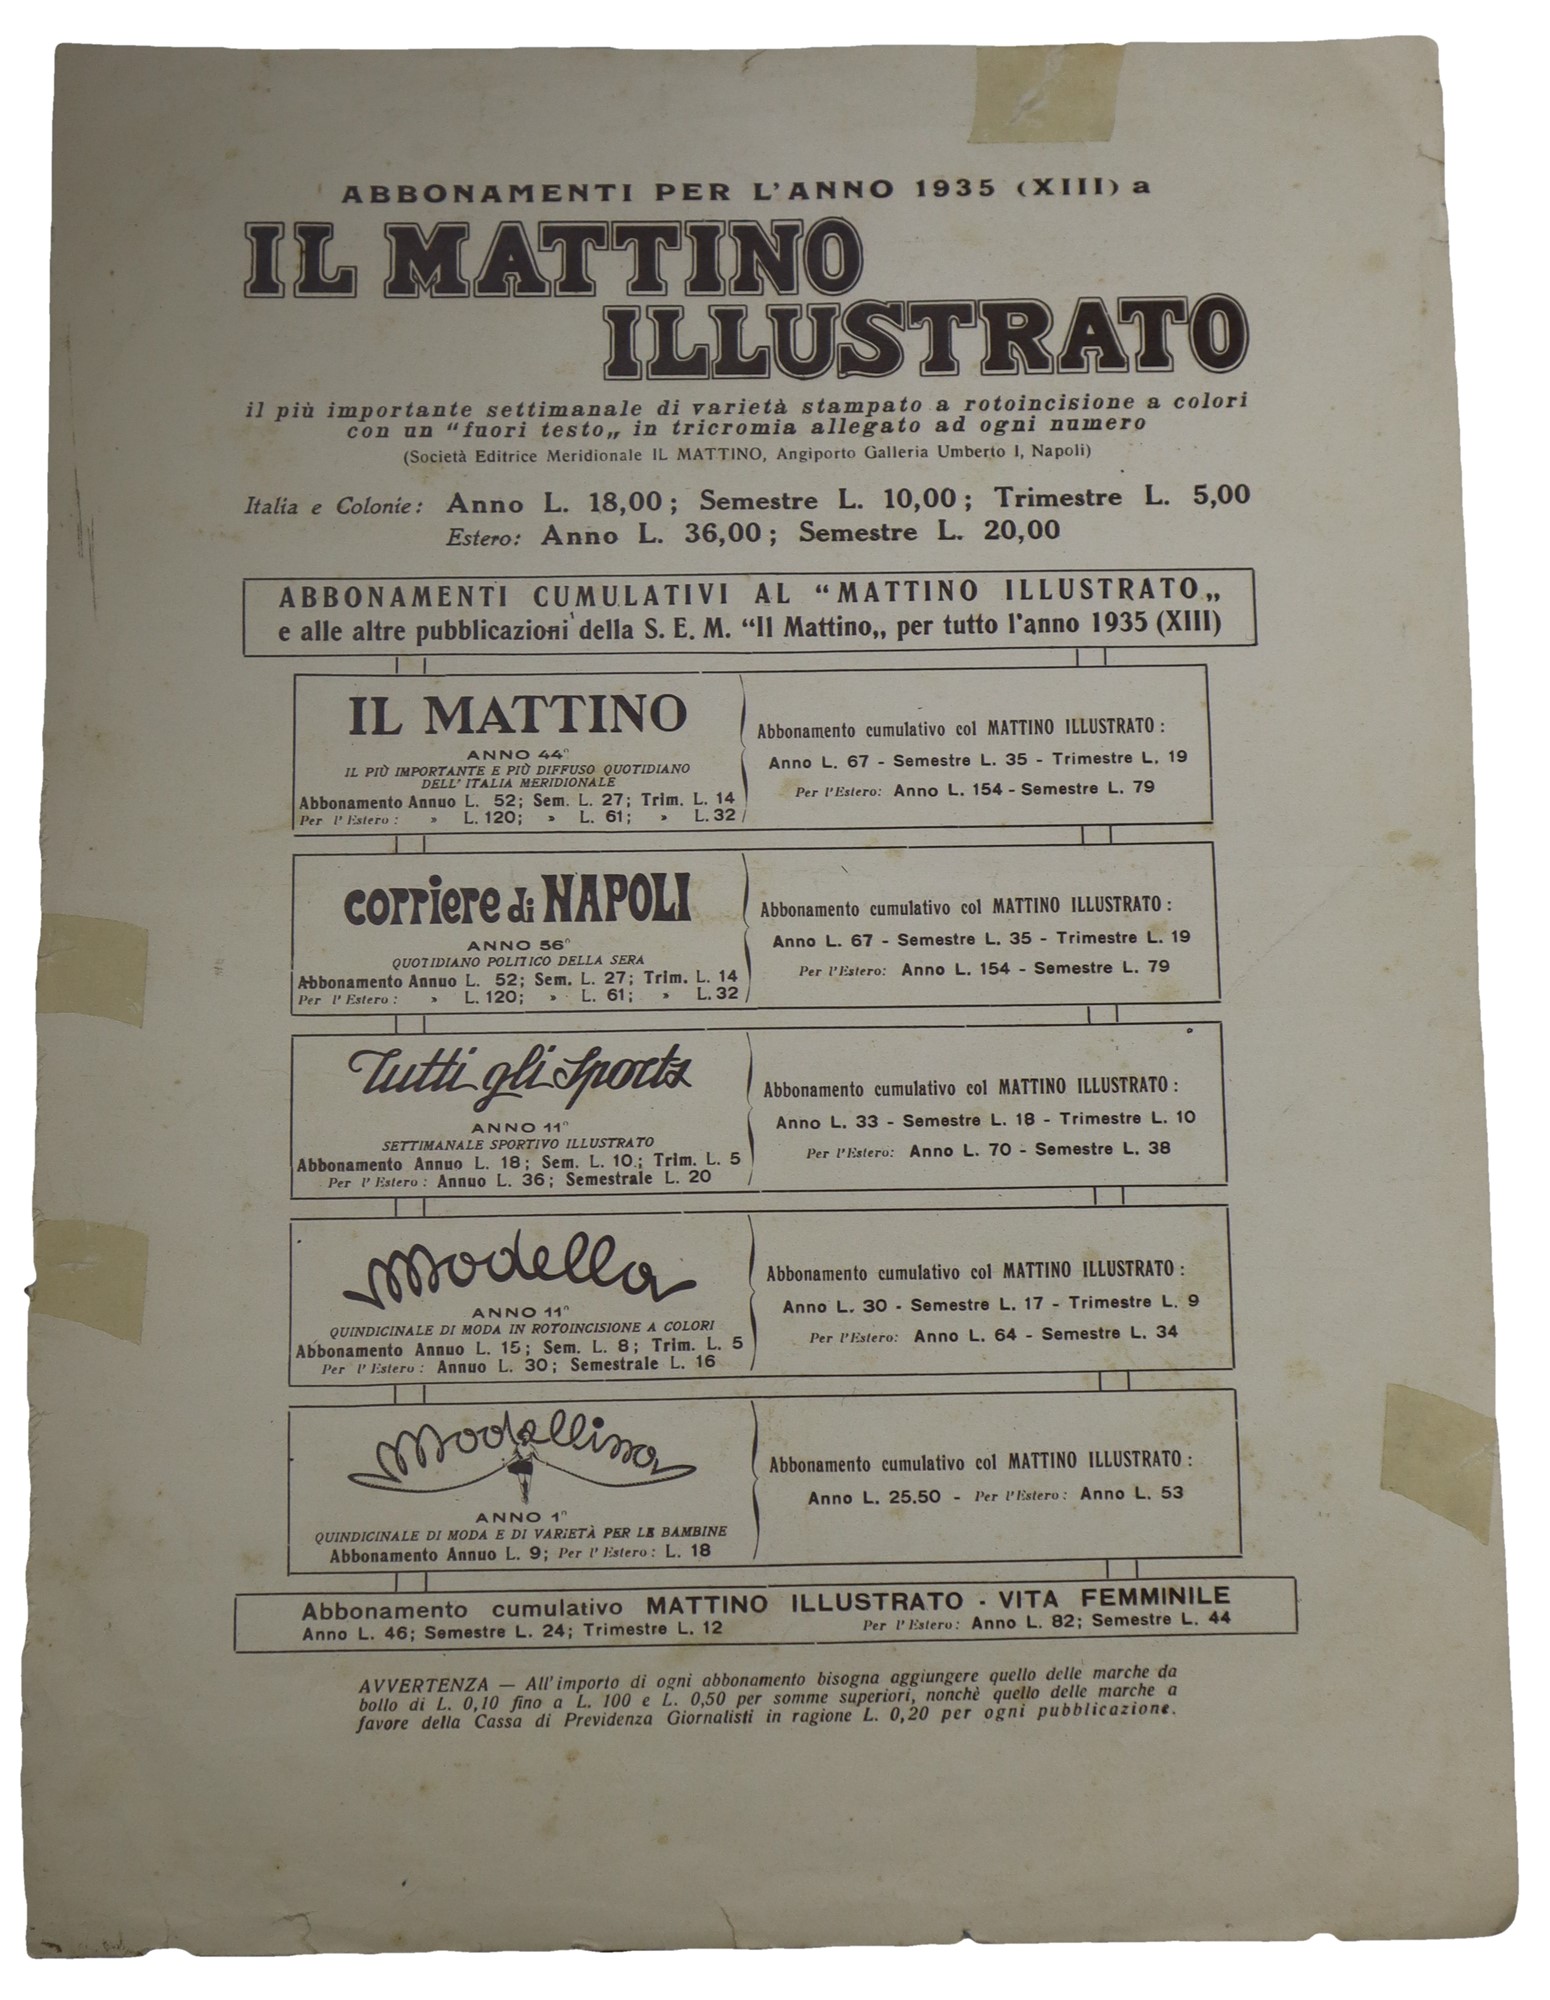 ABBONAMENTI PER L'ANNO 1935 (XIII) a
IL MATTINO
ILLUSTRATO
il più importante settimanale di varietà stampato a rotoincisione a colori
con un "fuori testo„ in tricromia allegato ad ogni numero
(Società Editrice Meridionale IL MATTINO, Angiporto Galleria Umberto I, Napoli)
Italia e Colonie: Anno L. 18,00; Semestre L. 10,00; Trimestre L. 5,00
Estero: Anno L. 36,00; Semestre L. 20,00
ABBONAMENTI CUMULATIVI AL "MATTINO ILLUSTRATO„
e alle altre pubblicazioni della S. E. M. "Il Mattino„ per tutto l'anno 1935 (XIII)
IL MATTINO
ANNO 44º
IL PIÙ IMPORTANTE E PIÙ DIFFUSO QUOTIDIANO
DELL'ITALIA MERIDIONALE
Abbonamento Annuo L. 52; Sem. L. 27; Trim. L. 14
Per l'Estero: » L. 120; » L. 61; » L. 32
Abbonamento cumulativo col MATTINO ILLUSTRATO:
Anno L. 67 - Semestre L. 35 - Trimestre L. 19
Per l'Estero: Anno L. 154 - Semestre L. 79
corriere di NAPOLI
ANNO 56º
QUOTIDIANO POLITICO DELLA SERA
Abbonamento Annuo L. 52; Sem. L. 27; Trim. L. 14
Per l'Estero: » L. 120; » L. 61; » L. 32
Abbonamento cumulativo col MATTINO ILLUSTRATO:
Anno L. 67 - Semestre L. 35 - Trimestre L. 19
Per l'Estero: Anno L. 154 - Semestre L. 79
Tutti gli Sports
ANNO 11º
SETTIMANALE SPORTIVO ILLUSTRATO
Abbonamento Annuo L. 18; Sem. L. 10; Trim. L. 5
Per l'Estero: Annuo L. 36; Semestrale L. 20
Abbonamento cumulativo col MATTINO ILLUSTRATO:
Anno L. 33 - Semestre L. 18 - Trimestre L. 10
Per l'Estero: Anno L. 70 - Semestre L. 38
Modella
ANNO 11º
QUINDICINALE DI MODA IN ROTOINCISIONE A COLORI
Abbonamento Annuo L. 15; Sem. L. 8; Trim. L. 5
Per l'Estero: Annuo L. 30; Semestrale L. 16
Abbonamento cumulativo col MATTINO ILLUSTRATO:
Anno L. 30 - Semestre L. 17 - Trimestre L. 9
Per l'Estero: Anno L. 64 - Semestre L. 34
Modellina
ANNO 1º
QUINDICINALE DI MODA E DI VARIETÀ PER LE BAMBINE
Abbonamento Annuo L. 9; Per l'Estero: L. 18
Abbonamento cumulativo col MATTINO ILLUSTRATO:
Anno L. 25.50 - Per l'Estero: Anno L. 53
Abbonamento cumulativo MATTINO ILLUSTRATO - VITA FEMMINILE
Anno L. 46; Semestre L. 24; Trimestre L. 12 Per l'Estero: Anno L. 82; Semestre L. 44
AVVERTENZA — All'importo di ogni abbonamento bisogna aggiungere quello delle marche da
bollo di L. 0,10 fino a L. 100 e L. 0,50 per somme superiori, nonchè quello delle marche a
favore della Cassa di Previdenza Giornalisti in ragione L. 0,20 per ogni pubblicazione.